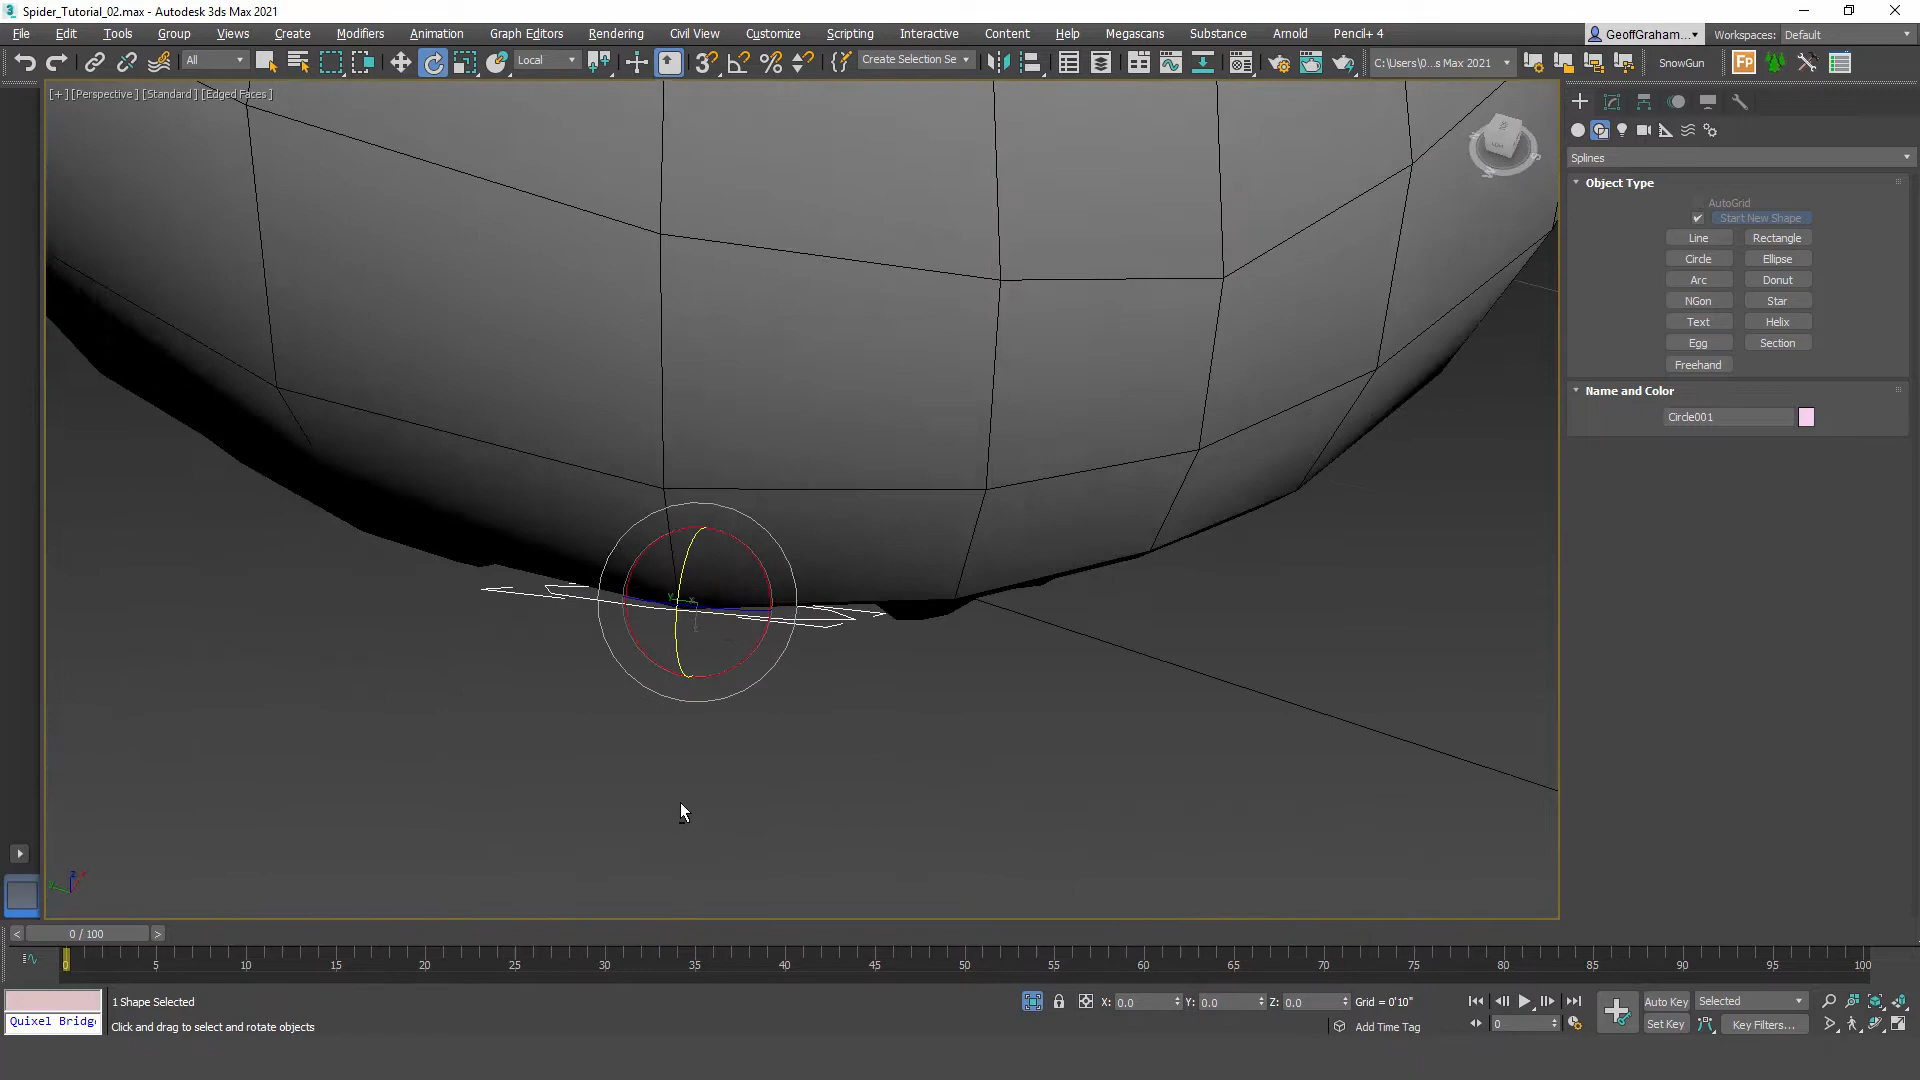 Spider_Tutorial_02.max - Autodesk 3ds Max 2021
File Edit Tools Group Views Create Modifiers Animation Graph Editors Rendering Civil View Customize Scripting Interactive Content Help Megascans Substance Arnold Pencil+ 4 GeoffGraham... Workspaces: Default
All Local Create Selection Se C:\Users\0...s Max 2021 SnowGun
[+] [Perspective] [Standard] [Edged Faces]
Splines
Object Type
AutoGrid
Start New Shape
Line Rectangle
Circle Ellipse
Arc Donut
NGon Star
Text Helix
Egg Section
Freehand
Name and Color
Circle001
0 / 100
0 5 10 15 20 25 30 35 40 45 50 55 60 65 70 75 80 85 90 95 100
1 Shape Selected X: 0.0 Y: 0.0 Z: 0.0 Grid = 0'10" Auto Key Selected
Quixel Bridg Click and drag to select and rotate objects Add Time Tag 0 Set Key Key Filters...